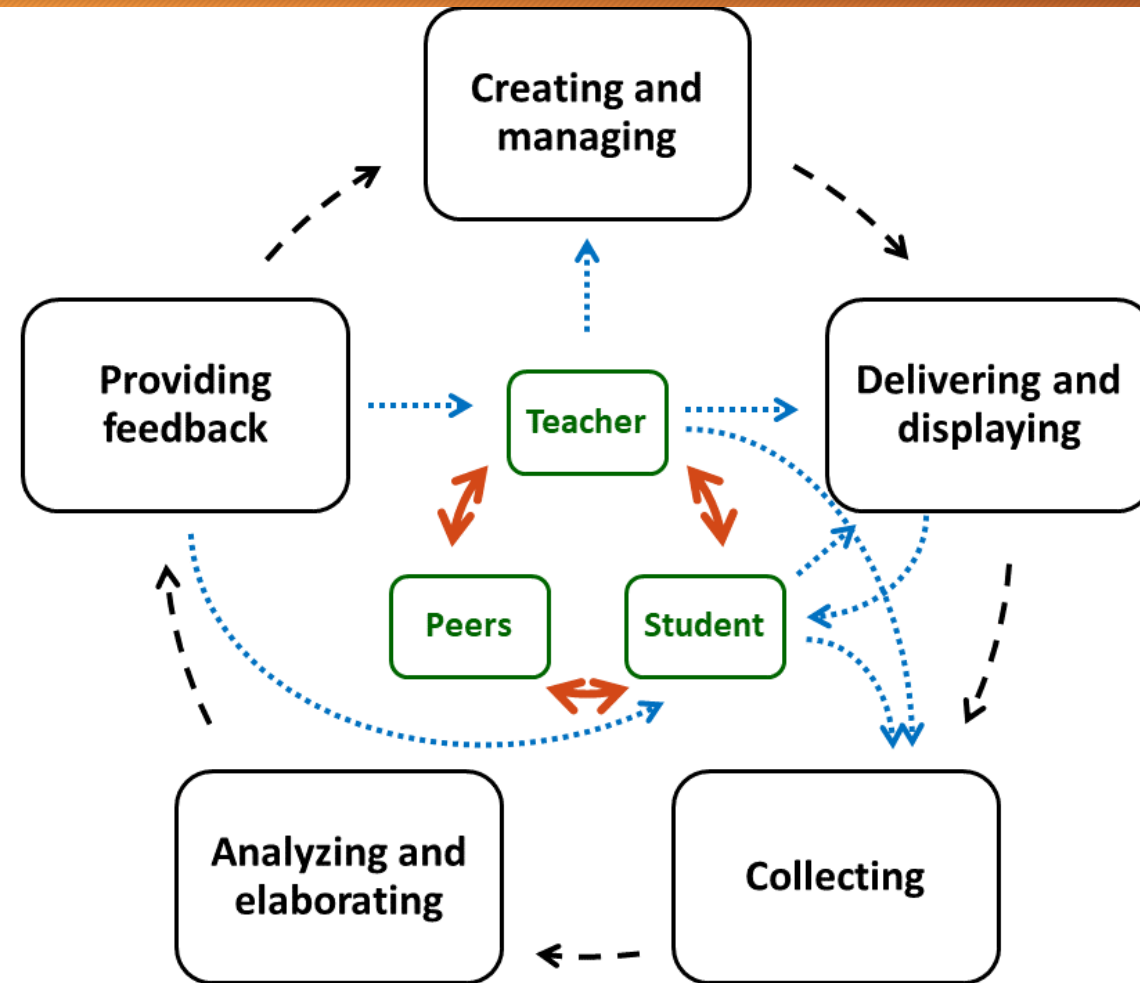 Creating and
managing
Providing
feedback
Delivering and
displaying
Teacher
Peers
Student
Analyzing and
elaborating
Collecting